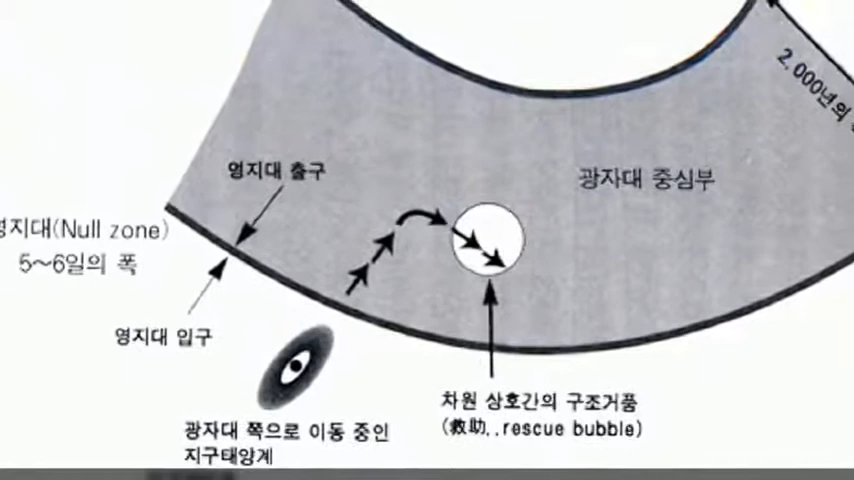 2,000년의
영지대 출구
광자대 중심부
영지대(Null zone)
5~6일의 폭
영지대 입구
차원 상호간의 구조거품
(救助..rescue bubble)
광자대 쪽으로 이동 중인
지구태양계